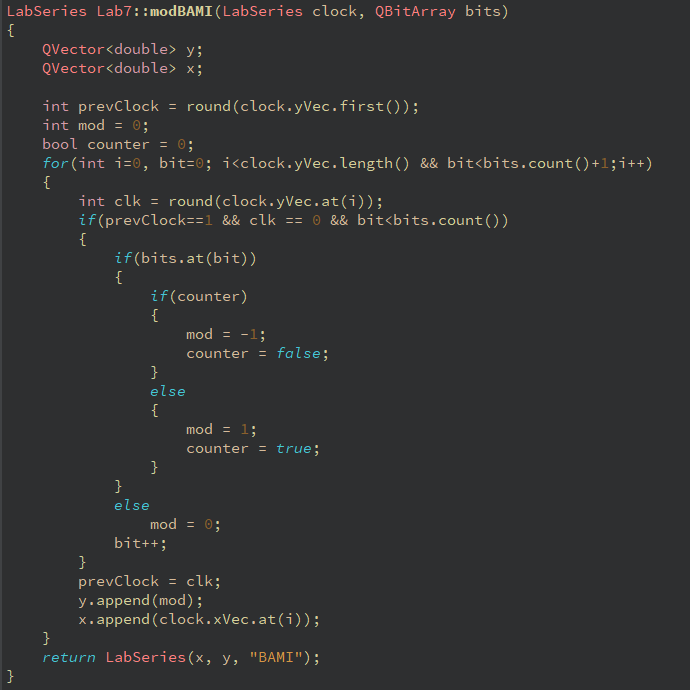 LabSeries Lab7::modBAMI(LabSeries clock, QBitArray bits)
{
    QVector<double> y;
    QVector<double> x;

    int prevClock = round(clock.yVec.first());
    int mod = 0;
    bool counter = 0;
    for(int i=0, bit=0; i<clock.yVec.length() && bit<bits.count()+1;i++)
    {
        int clk = round(clock.yVec.at(i));
        if(prevClock==1 && clk == 0 && bit<bits.count())
        {
            if(bits.at(bit))
            {
                if(counter)
                {
                    mod = -1;
                    counter = false;
                }
                else
                {
                    mod = 1;
                    counter = true;
                }
            }
            else
                mod = 0;
            bit++;
        }
        prevClock = clk;
        y.append(mod);
        x.append(clock.xVec.at(i));
    }
    return LabSeries(x, y, "BAMI");
}